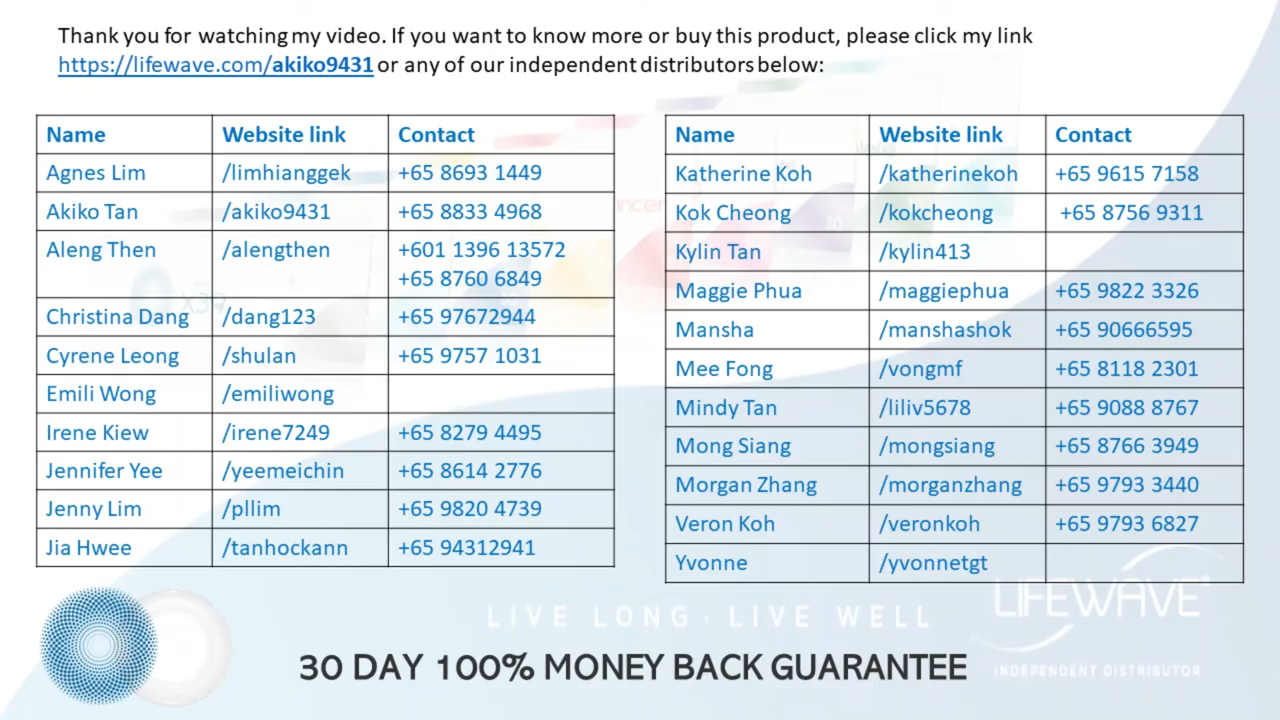 Thank you for watching my video. If you want to know more or buy this product, please click my link
https://lifewave.com/akiko9431 or any of our independent distributors below:
Name Website link Contact
Agnes Lim /limhianggek +65 8693 1449
Akiko Tan /akiko9431 +65 8833 4968
Aleng Then /alengthen +601 1396 13572
+65 8760 6849
Christina Dang /dang123 +65 97672944
Cyrene Leong /shulan +65 9757 1031
Emili Wong /emiliwong
Irene Kiew /irene7249 +65 8279 4495
Jennifer Yee /yeemeichin +65 8614 2776
Jenny Lim /pllim +65 9820 4739
Jia Hwee /tanhockann +65 94312941
Name Website link Contact
Katherine Koh /katherinekoh +65 9615 7158
Kok Cheong /kokcheong +65 8756 9311
Kylin Tan /kylin413
Maggie Phua /maggiephua +65 9822 3326
Mansha /manshashok +65 90666595
Mee Fong /vongmf +65 8118 2301
Mindy Tan /liliv5678 +65 9088 8767
Mong Siang /mongsiang +65 8766 3949
Morgan Zhang /morganzhang +65 9793 3440
Veron Koh /veronkoh +65 9793 6827
Yvonne /yvonnetgt
LIVE LONG · LIVE WELL
LIFEWAVE®
INDEPENDENT DISTRIBUTOR
30 DAY 100% MONEY BACK GUARANTEE
X39